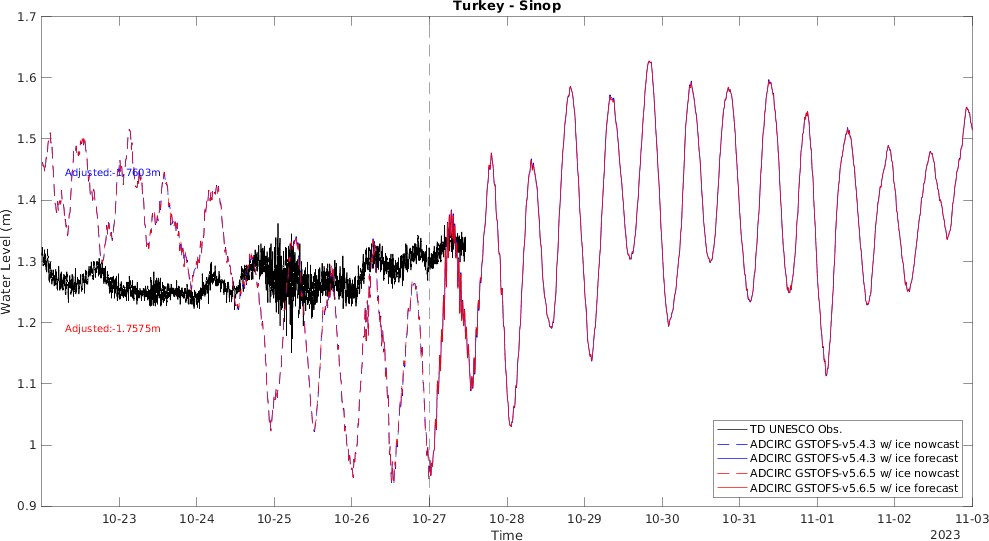 Turkey - Sinop
Water Level (m)
1.7
1.6
1.5
1.4
1.3
1.2
1.1
1
0.9
Adjusted:-1.7603m
Adjusted:-1.7575m
TD UNESCO Obs.
ADCIRC GSTOFS-v5.4.3 w/ ice nowcast
ADCIRC GSTOFS-v5.4.3 w/ ice forecast
ADCIRC GSTOFS-v5.6.5 w/ ice nowcast
ADCIRC GSTOFS-v5.6.5 w/ ice forecast
10-23 10-24 10-25 10-26 10-27 10-28 10-29 10-30 10-31 11-01 11-02 11-03
Time
2023